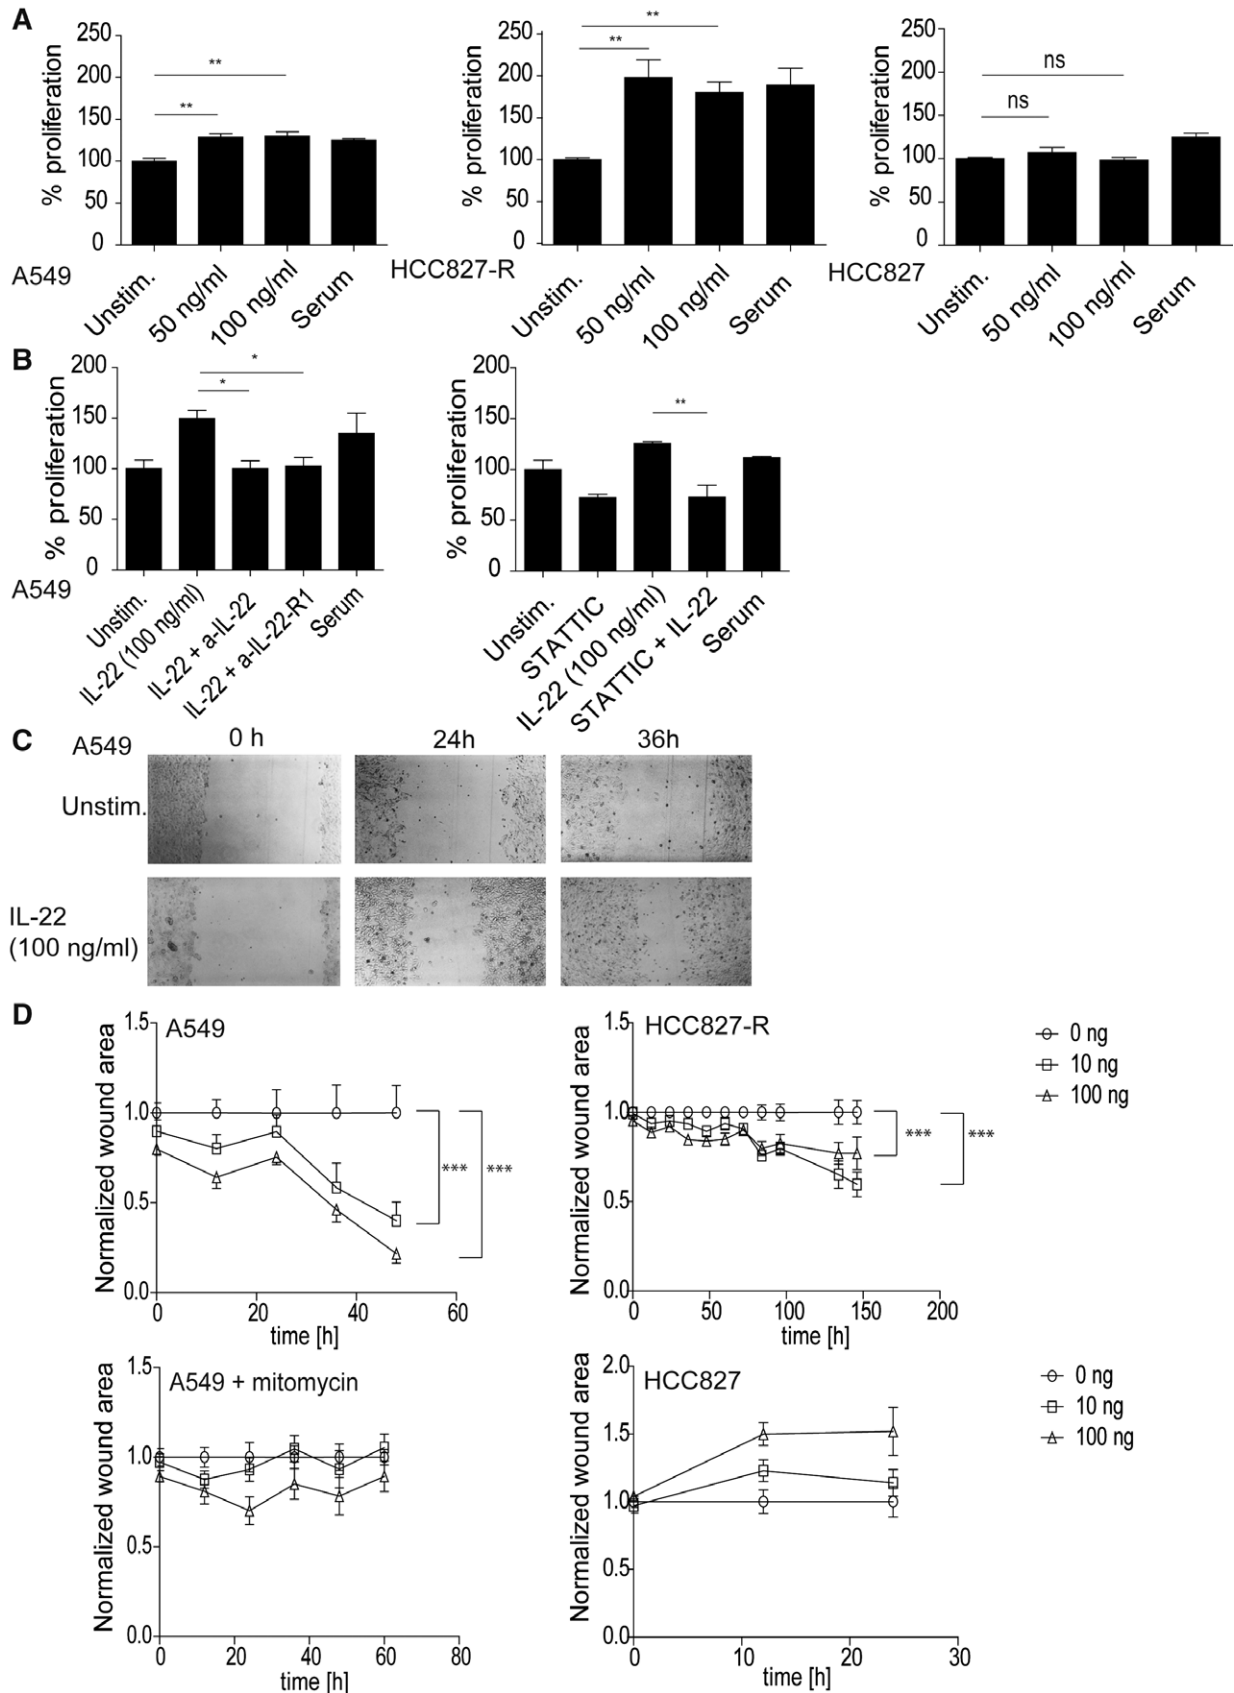 A
% proliferation
250
200
150
100
50
0
**
**
A549
Unstim.
50 ng/ml
100 ng/ml
Serum
% proliferation
250
200
150
100
50
0
**
**
HCC827-R
Unstim.
50 ng/ml
100 ng/ml
Serum
% proliferation
250
200
150
100
50
0
ns
ns
HCC827
Unstim.
50 ng/ml
100 ng/ml
Serum
B
% proliferation
200
150
100
50
0
*
*
A549
Unstim.
IL-22 (100 ng/ml)
IL-22 + a-IL-22
IL-22 + a-IL-22-R1
Serum
% proliferation
200
150
100
50
0
**
Unstim.
STATTIC
IL-22 (100 ng/ml)
STATTIC + IL-22
Serum
C
A549
0 h
24h
36h
Unstim.
IL-22
(100 ng/ml)
D
A549
Normalized wound area
1.5
1.0
0.5
0.0
0
20
40
60
time [h]
***
***
HCC827-R
Normalized wound area
1.5
1.0
0.5
0.0
0
50
100
150
200
time [h]
***
***
0 ng
10 ng
100 ng
A549 + mitomycin
Normalized wound area
1.5
1.0
0.5
0.0
0
20
40
60
80
time [h]
HCC827
Normalized wound area
2.0
1.5
1.0
0.5
0.0
0
10
20
30
time [h]
0 ng
10 ng
100 ng